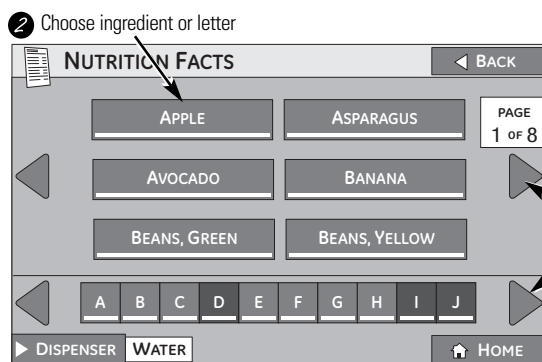 2 Choose ingredient or letter
NUTRITION FACTS
BACK
APPLE ASPARAGUS
PAGE
1 OF 8
AVOCADO BANANA
BEANS, GREEN BEANS, YELLOW
A B C D E F G H I J
DISPENSER WATER HOME